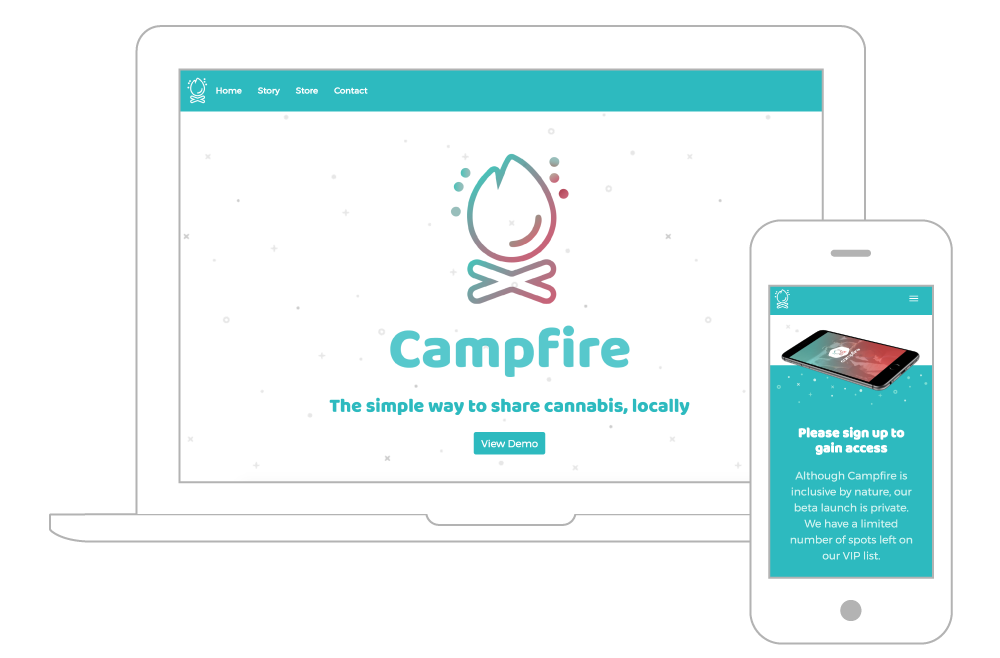 Home Story Store Contact
Campfire
The simple way to share cannabis, locally
View Demo
campfire
Please sign up to
gain access
Although Campfire is
inclusive by nature, our
beta launch is private.
We have a limited
number of spots left on
our VIP list.